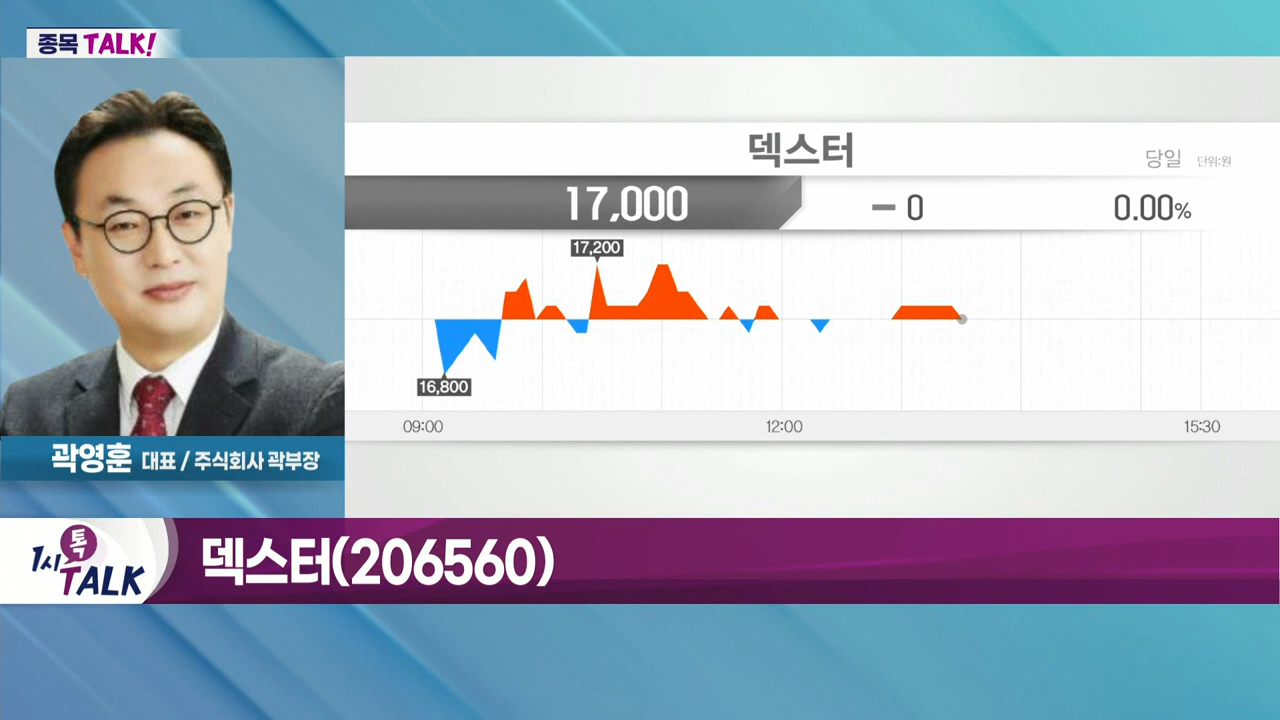 종목 TALK!
덱스터
당일 단위:원
17,000
0
0.00%
17,200
16,800
09:00
12:00
15:30
곽영훈 대표 / 주식회사 곽부장
1시 톡 TALK
덱스터(206560)